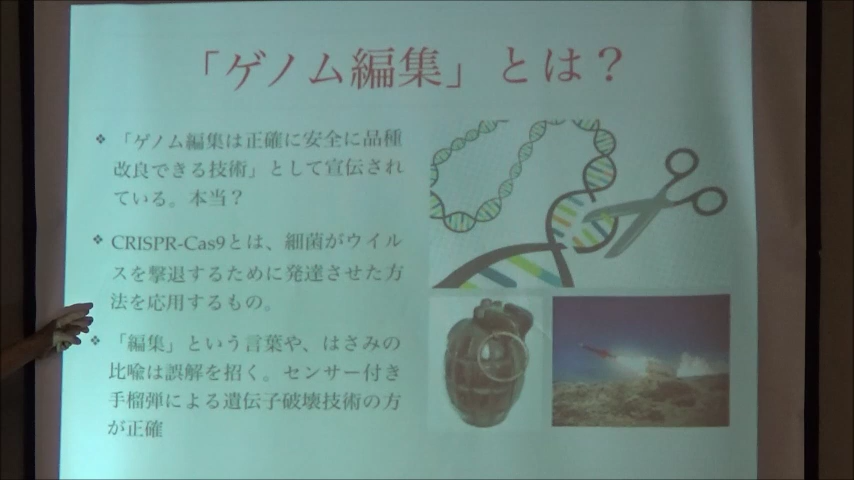 「ゲノム編集」とは？
❖ 「ゲノム編集は正確に安全に品種
改良できる技術」として宣伝され
ている。本当？
❖ CRISPR-Cas9とは、細菌がウイル
スを撃退するために発達させた方
法を応用するもの。
❖ 「編集」という言葉や、はさみの
比喩は誤解を招く。センサー付き
手榴弾による遺伝子破壊技術の方
が正確